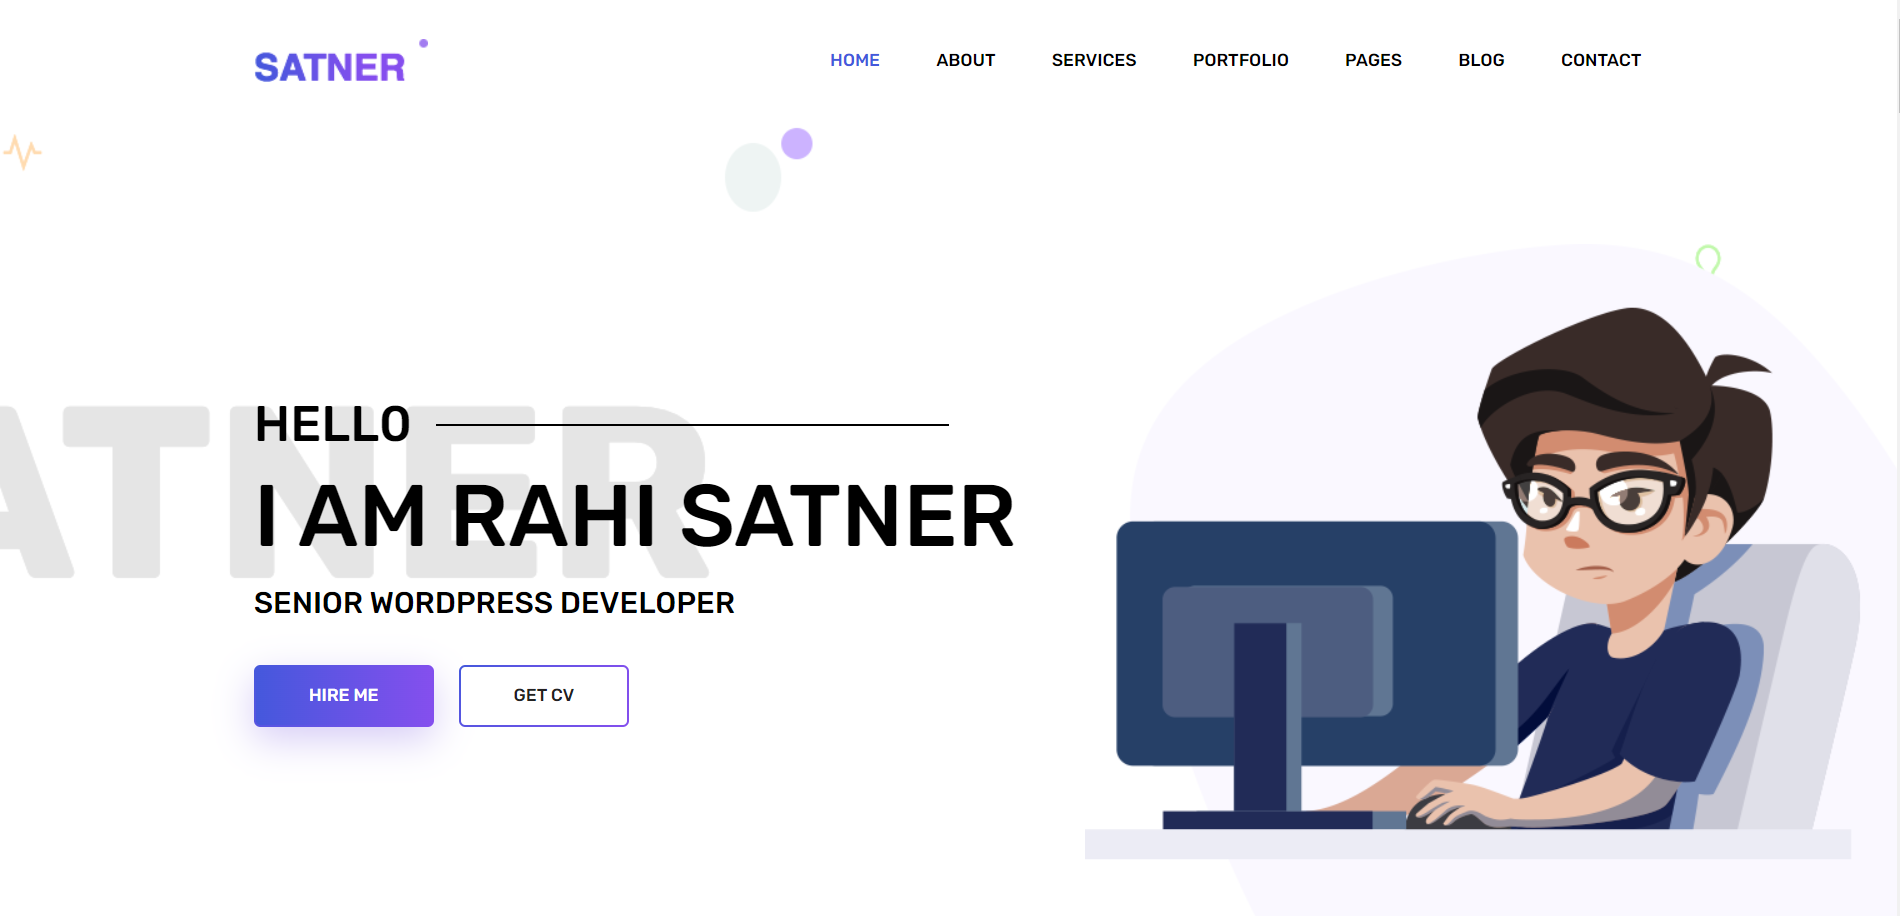 SATNER
HOME ABOUT SERVICES PORTFOLIO PAGES BLOG CONTACT
ATNER
HELLO
I AM RAHI SATNER
SENIOR WORDPRESS DEVELOPER
HIRE ME GET CV